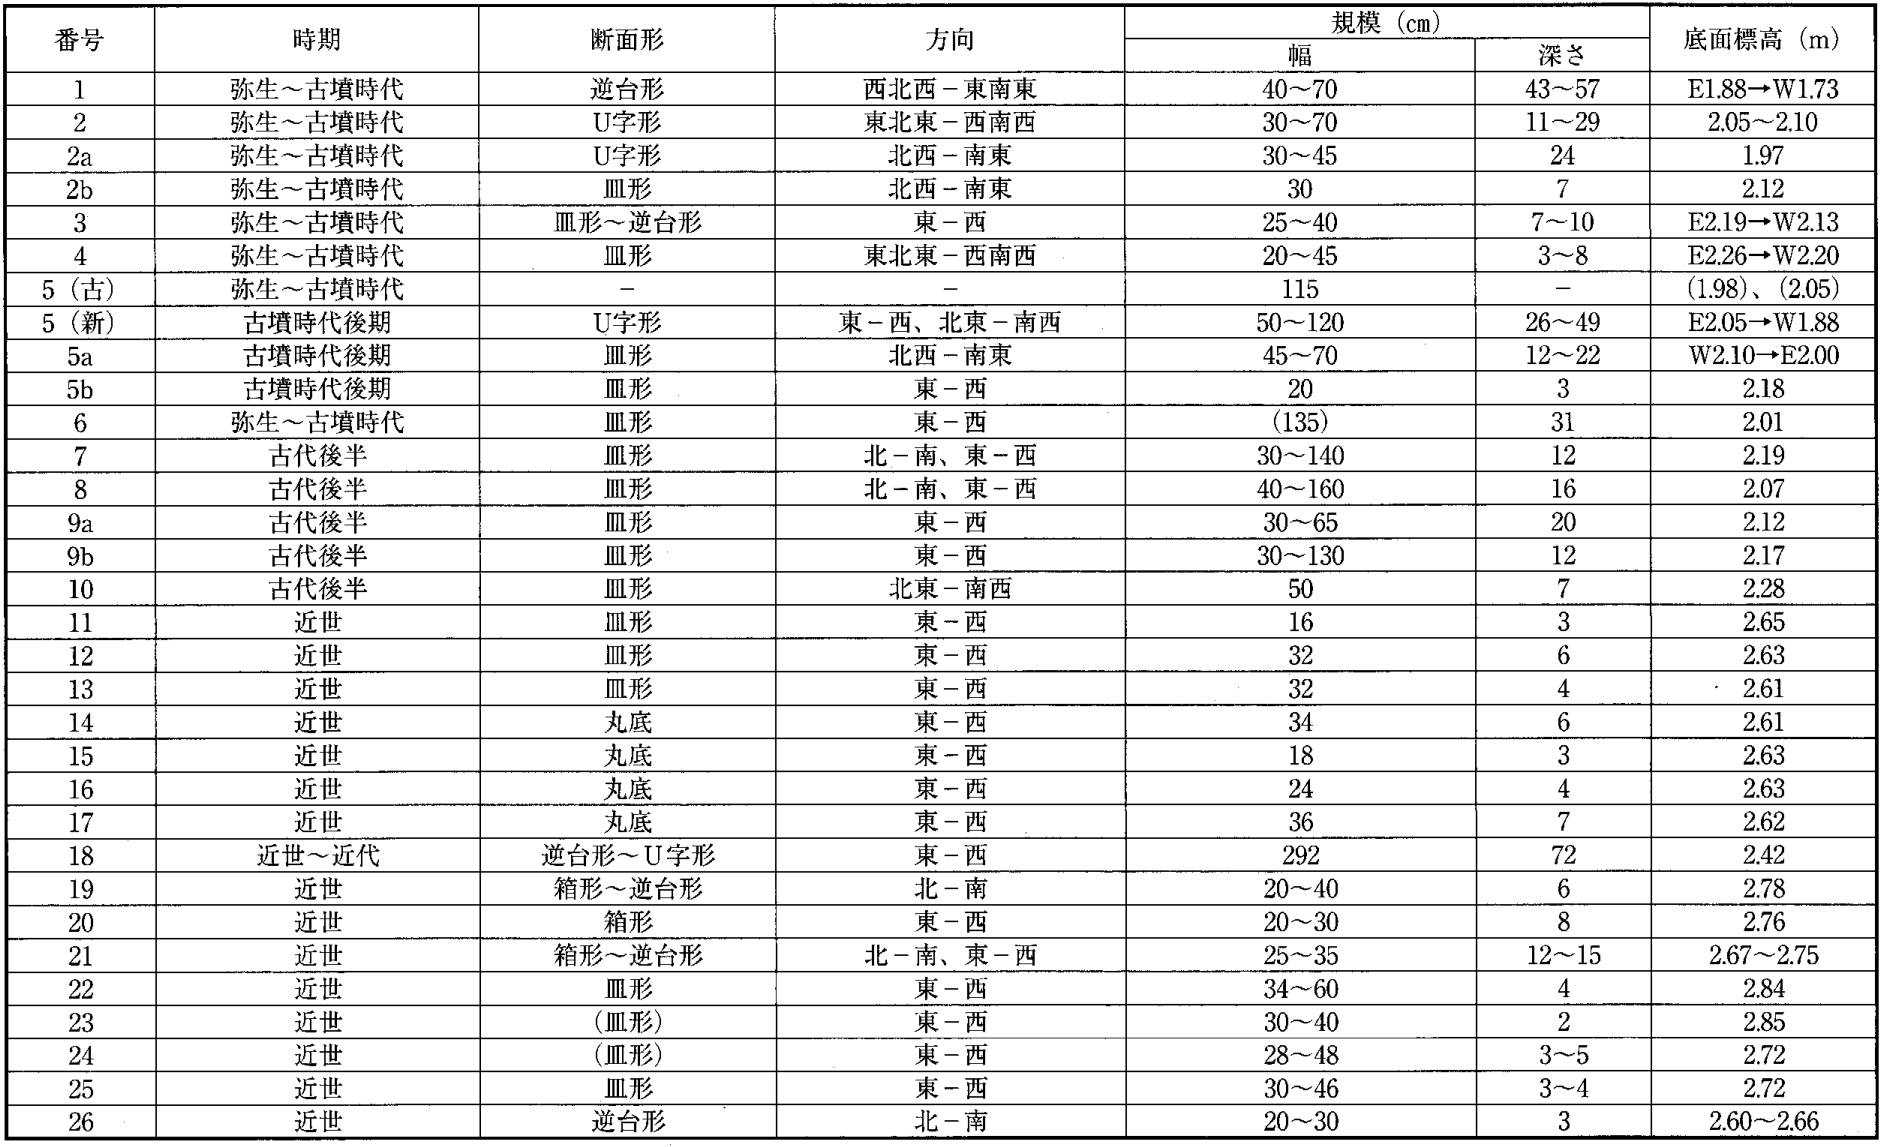 番号 時期 断面形 方向 規模（cm） 底面標高（m）
幅 深さ
1 弥生～古墳時代 逆台形 西北西－東南東 40～70 43～57 E1.88→W1.73
2 弥生～古墳時代 U字形 東北東－西南西 30～70 11～29 2.05～2.10
2a 弥生～古墳時代 U字形 北西－南東 30～45 24 1.97
2b 弥生～古墳時代 皿形 北西－南東 30 7 2.12
3 弥生～古墳時代 皿形～逆台形 東－西 25～40 7～10 E2.19→W2.13
4 弥生～古墳時代 皿形 東北東－西南西 20～45 3～8 E2.26→W2.20
5（古） 弥生～古墳時代 － － 115 － (1.98)、(2.05)
5（新） 古墳時代後期 U字形 東－西、北東－南西 50～120 26～49 E2.05→W1.88
5a 古墳時代後期 皿形 北西－南東 45～70 12～22 W2.10→E2.00
5b 古墳時代後期 皿形 東－西 20 3 2.18
6 弥生～古墳時代 皿形 東－西 (135) 31 2.01
7 古代後半 皿形 北－南、東－西 30～140 12 2.19
8 古代後半 皿形 北－南、東－西 40～160 16 2.07
9a 古代後半 皿形 東－西 30～65 20 2.12
9b 古代後半 皿形 東－西 30～130 12 2.17
10 古代後半 皿形 北東－南西 50 7 2.28
11 近世 皿形 東－西 16 3 2.65
12 近世 皿形 東－西 32 6 2.63
13 近世 皿形 東－西 32 4 2.61
14 近世 丸底 東－西 34 6 2.61
15 近世 丸底 東－西 18 3 2.63
16 近世 丸底 東－西 24 4 2.63
17 近世 丸底 東－西 36 7 2.62
18 近世～近代 逆台形～U字形 東－西 292 72 2.42
19 近世 箱形～逆台形 北－南 20～40 6 2.78
20 近世 箱形 東－西 20～30 8 2.76
21 近世 箱形～逆台形 北－南、東－西 25～35 12～15 2.67～2.75
22 近世 皿形 東－西 34～60 4 2.84
23 近世 （皿形） 東－西 30～40 2 2.85
24 近世 （皿形） 東－西 28～48 3～5 2.72
25 近世 皿形 東－西 30～46 3～4 2.72
26 近世 逆台形 北－南 20～30 3 2.60～2.66